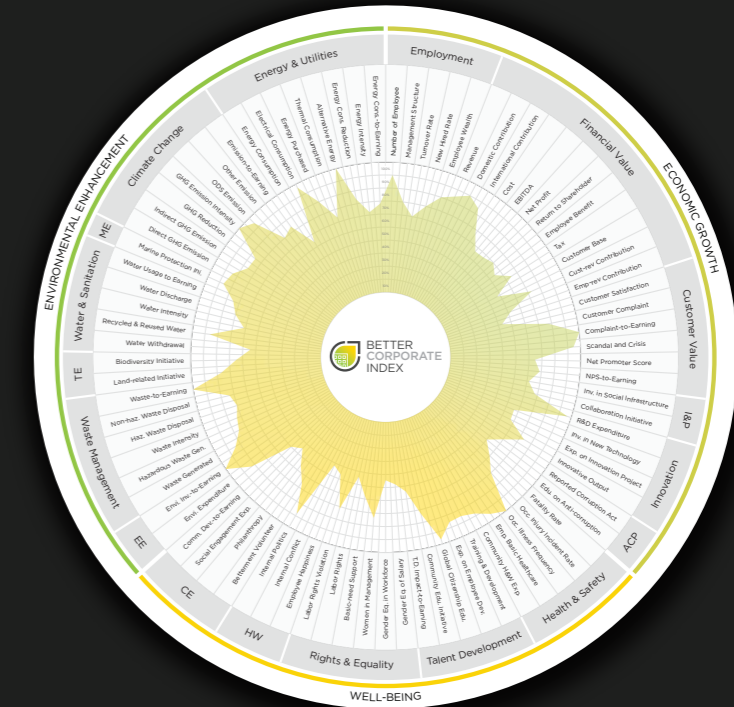 ENVIRONMENTAL ENHANCEMENT
ECONOMIC GROWTH
WELL-BEING
BETTER
CORPORATE
INDEX
Employment
Financial Value
Customer Value
I&P
Innovation
ACP
Health & Safety
Talent Development
Rights & Equality
HW
CE
EE
Waste Management
TE
Water & Sanitation
ME
Climate Change
Energy & Utilities
Number of Employee
Management Structure
Turnover Rate
New Hired Rate
Employee Wealth
Revenue
Domestic Contribution
International Contribution
Cost
EBITDA
Net Profit
Return to Shareholder
Employee Benefit
Tax
Customer Base
Cust-rev Contribution
Emp-rev Contribution
Customer Satisfaction
Customer Complaint
Complaint-to-Earning
Scandal and Crisis
Net Promoter Score
NPS-to-Earning
Inv. in Social Infrastructure
Collaboration Initiative
R&D Expenditure
Inv. in New Technology
Exp. on Innovation Project
Innovative Output
Reported Corruption Act
Edu. on Anti-corruption
Fatality Rate
Occ. Injury Incident Rate
Occ. Illness Frequency
Emp. Basic Healthcare
Community H&W Exp.
Training & Development
Exp. on Employee Dev.
Global Citizenship Edu.
Community Edu. Initiative
T.D. Impact-to-Earning
Gender Eq. of Salary
Gender Eq. in Workforce
Women in Management
Basic-need Support
Labor Rights
Labor Rights Violation
Employee Happiness
Internal Conflict
Internal Politics
Betterment Volunteer
Philanthropy
Social Engagement Exp.
Comm. Dev.-to-Earning
Envi. Expenditure
Envi. Inv.-to-Earning
Waste Generated
Hazardous Waste Gen.
Waste Intensity
Haz. Waste Disposal
Non-haz. Waste Disposal
Waste-to-Earning
Land-related Initiative
Biodiversity Initiative
Water Withdrawal
Recycled & Reused Water
Water Intensity
Water Discharge
Water Usage to Earning
Marine Protection Ini.
Direct GHG Emission
Indirect GHG Emission
GHG Reduction
GHG Emission Intensity
ODS Emission
Other Emission
Emission-to-Earning
Energy Consumption
Electrical Consumption
Energy Purchased
Thermal Consumption
Alternative Energy
Energy Cons. Reduction
Energy Intensity
Energy Cons.-to-Earning